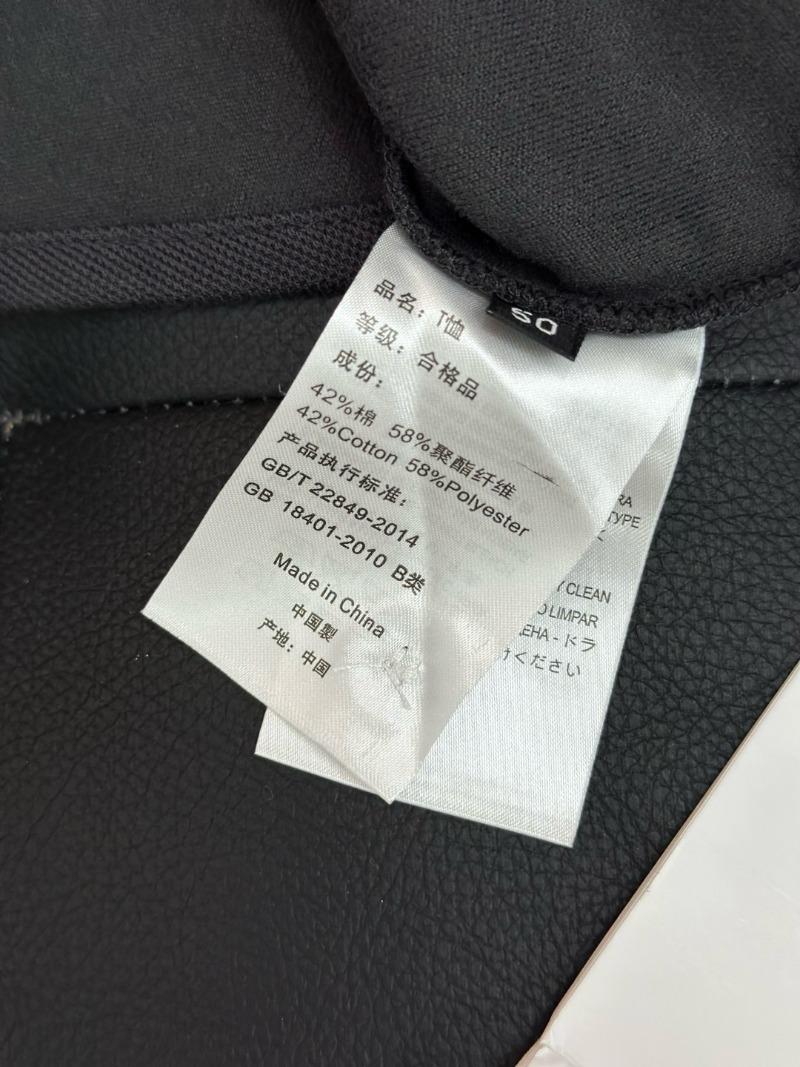 50
品名：T恤
等级：合格品
成份：
42%棉 58%聚酯纤维
42%Cotton 58%Polyester
产品执行标准：
GB/T 22849-2014
GB 18401-2010 B类
Made in China
中国製
产地：中国
TYPE
CLEAN
LIMPAR
ドラ
ください